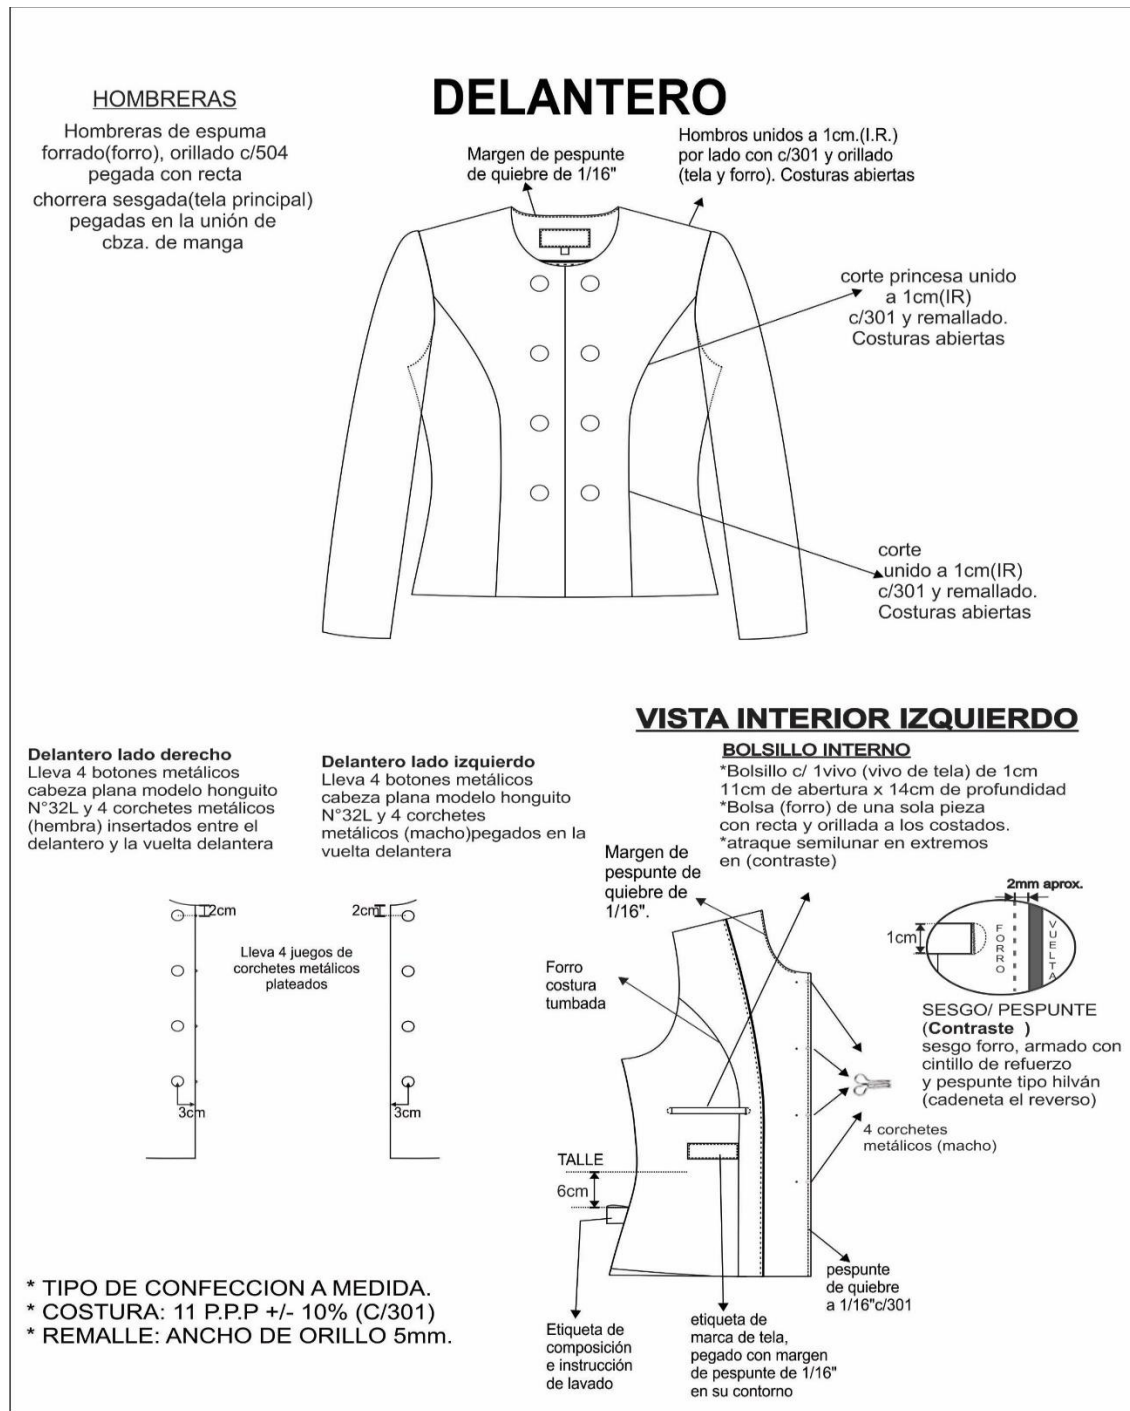 DELANTERO
HOMBRERAS
Hombreras de espuma
forrado(forro), orillado c/504
pegada con recta
chorrera sesgada(tela principal)
pegadas en la unión de
cbza. de manga
Margen de pespunte
de quiebre de 1/16"
Hombros unidos a 1cm.(I.R.)
por lado con c/301 y orillado
(tela y forro). Costuras abiertas
corte princesa unido
a 1cm(IR)
c/301 y remallado.
Costuras abiertas
corte
unido a 1cm(IR)
c/301 y remallado.
Costuras abiertas
Delantero lado derecho
Lleva 4 botones metálicos
cabeza plana modelo honguito
N°32L y 4 corchetes metálicos
(hembra) insertados entre el
delantero y la vuelta delantera
Delantero lado izquierdo
Lleva 4 botones metálicos
cabeza plana modelo honguito
N°32L y 4 corchetes
metálicos (macho)pegados en la
vuelta delantera
2cm
2cm
Lleva 4 juegos de
corchetes metálicos
plateados
3cm
3cm
VISTA INTERIOR IZQUIERDO
BOLSILLO INTERNO
*Bolsillo c/ 1vivo (vivo de tela) de 1cm
11cm de abertura x 14cm de profundidad
*Bolsa (forro) de una sola pieza
con recta y orillada a los costados.
*atraque semilunar en extremos
en (contraste)
Margen de
pespunte de
quiebre de
1/16".
Forro
costura
tumbada
2mm aprox.
1cm
FORRO
VUELTA
SESGO/ PESPUNTE
(Contraste )
sesgo forro, armado con
cintillo de refuerzo
y pespunte tipo hilván
(cadeneta el reverso)
4 corchetes
metálicos (macho)
TALLE
6cm
pespunte
de quiebre
a 1/16"c/301
Etiqueta de
composición
e instrucción
de lavado
etiqueta de
marca de tela,
pegado con margen
de pespunte de 1/16"
en su contorno
* TIPO DE CONFECCION A MEDIDA.
* COSTURA: 11 P.P.P +/- 10% (C/301)
* REMALLE: ANCHO DE ORILLO 5mm.